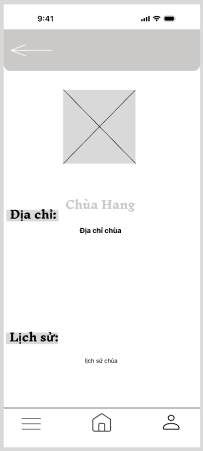 9:41
Chùa Hang
Địa chỉ:
Địa chỉ chùa
Lịch sử:
lịch sử chùa